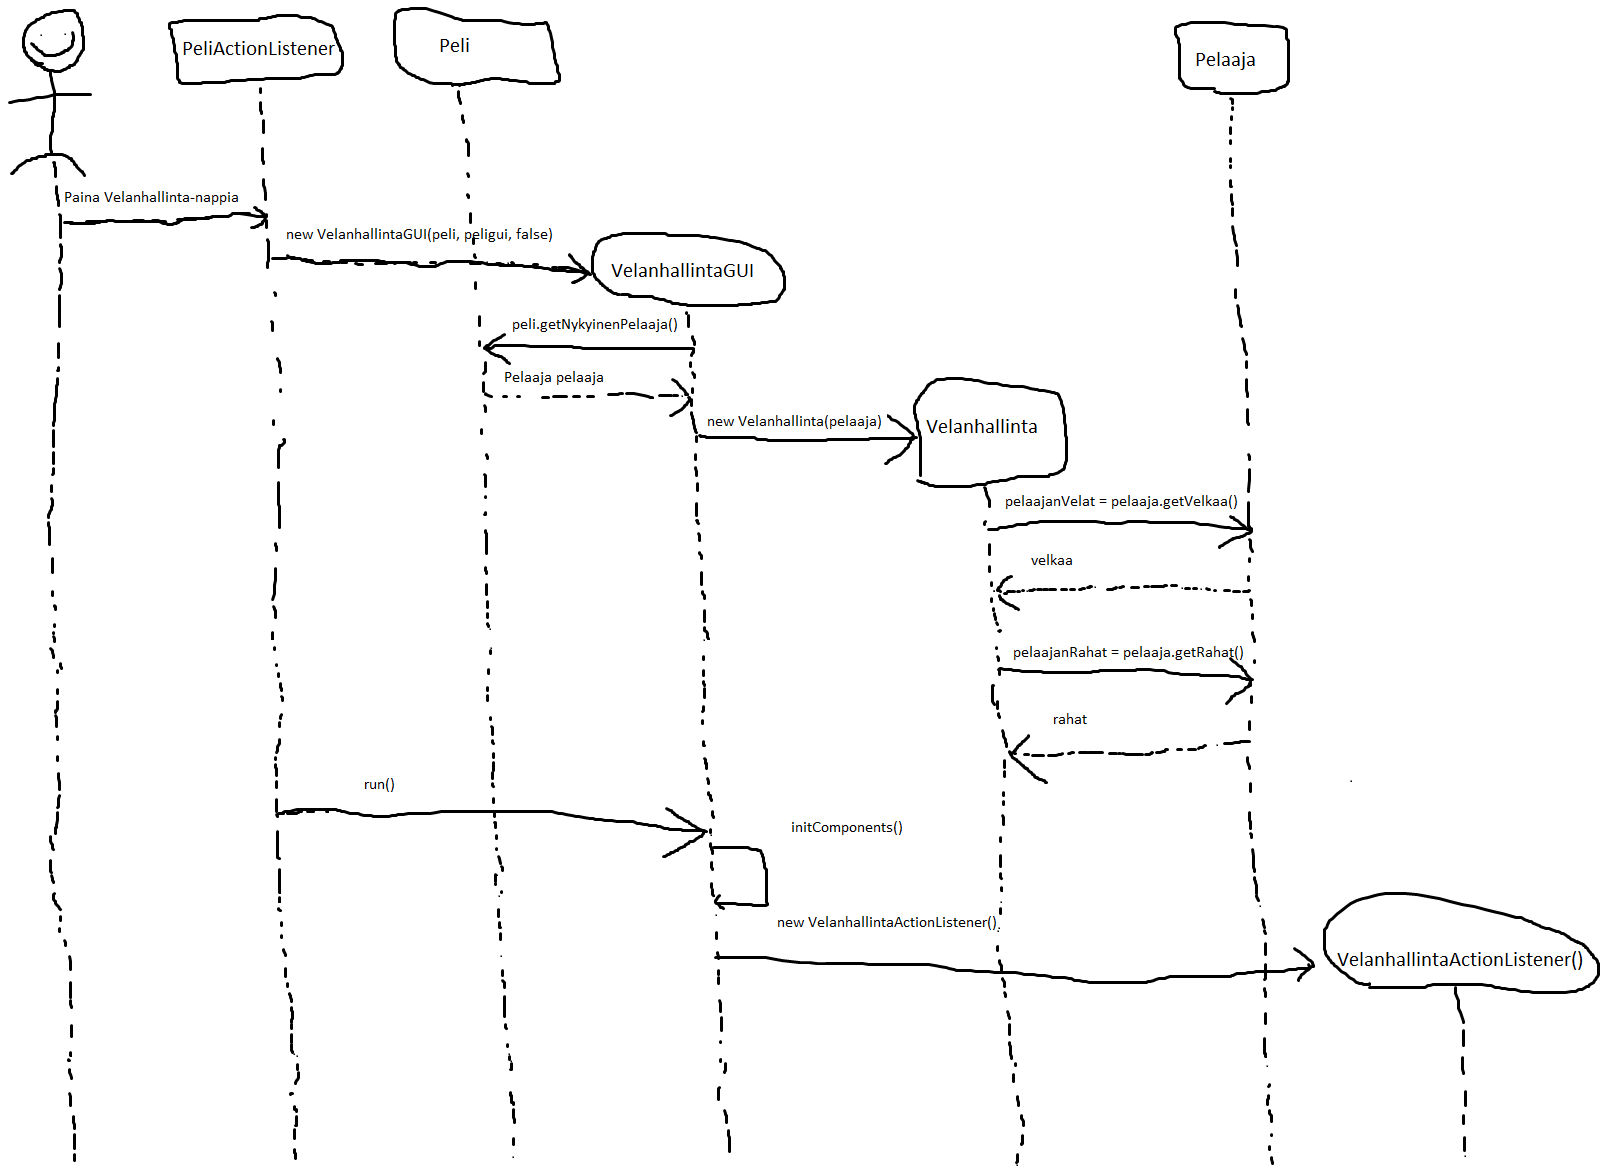 PeliActionListener
Peli
Pelaaja
Paina Velanhallinta-nappia
new VelanhallintaGUI(peli, peligui, false)
VelanhallintaGUI
peli.getNykyinenPelaaja()
Pelaaja pelaaja
new Velanhallinta(pelaaja)
Velanhallinta
pelaajanVelat = pelaaja.getVelkaa()
velkaa
pelaajanRahat = pelaaja.getRahat()
rahat
run()
initComponents()
new VelanhallintaActionListener()
VelanhallintaActionListener()